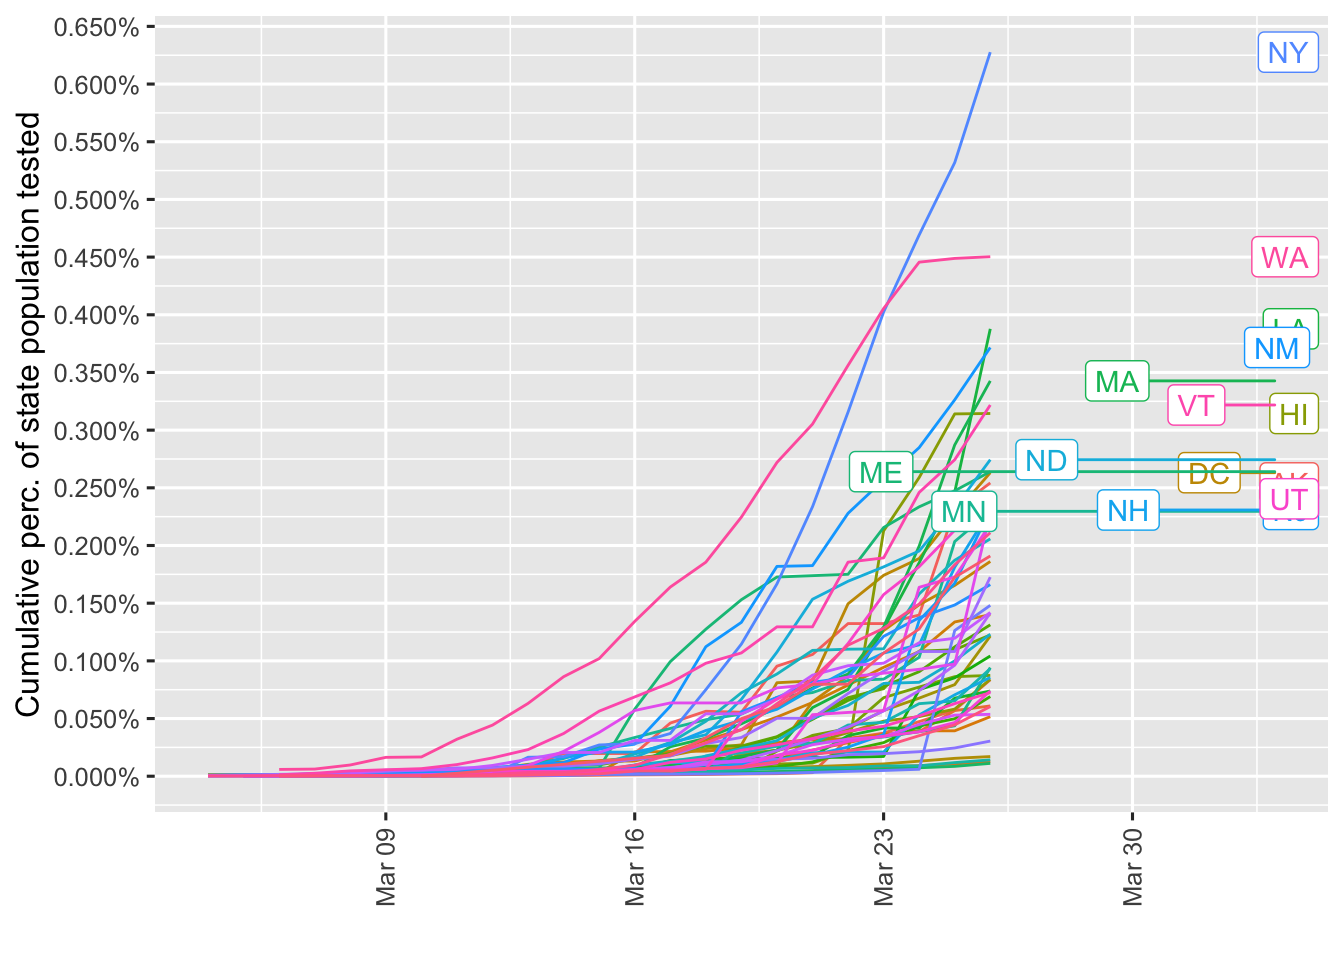 Cumulative perc. of state population tested
0.650%
0.600%
0.550%
0.500%
0.450%
0.400%
0.350%
0.300%
0.250%
0.200%
0.150%
0.100%
0.050%
0.000%
NY
WA
NM
MA
VT
HI
ND
ME
DC
UT
NH
MN
Mar 09
Mar 16
Mar 23
Mar 30